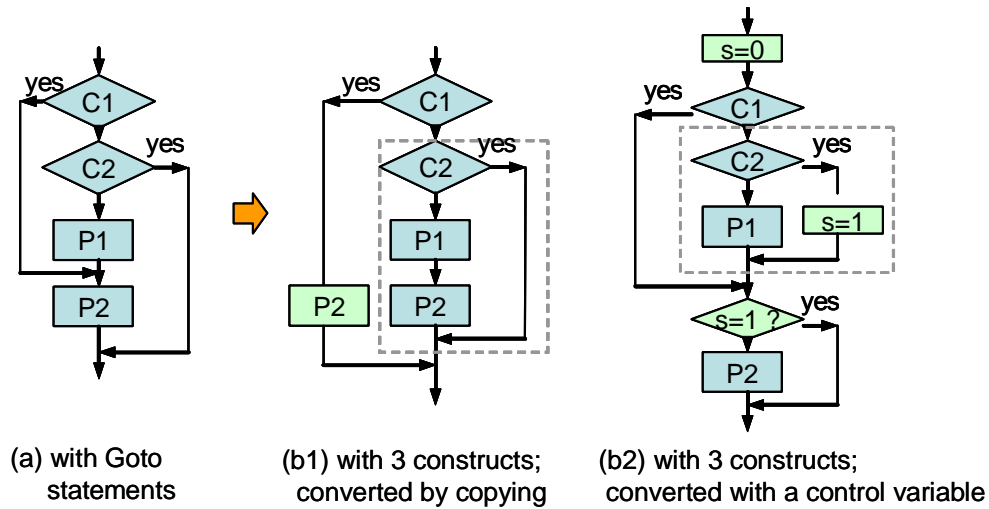 yes
C1
yes
C2
P1
P2
(a) with Goto
statements
yes
C1
yes
C2
P1
P2
P2
(b1) with 3 constructs;
converted by copying
s=0
yes
C1
yes
C2
P1
s=1
yes
s=1 ?
P2
(b2) with 3 constructs;
converted with a control variable